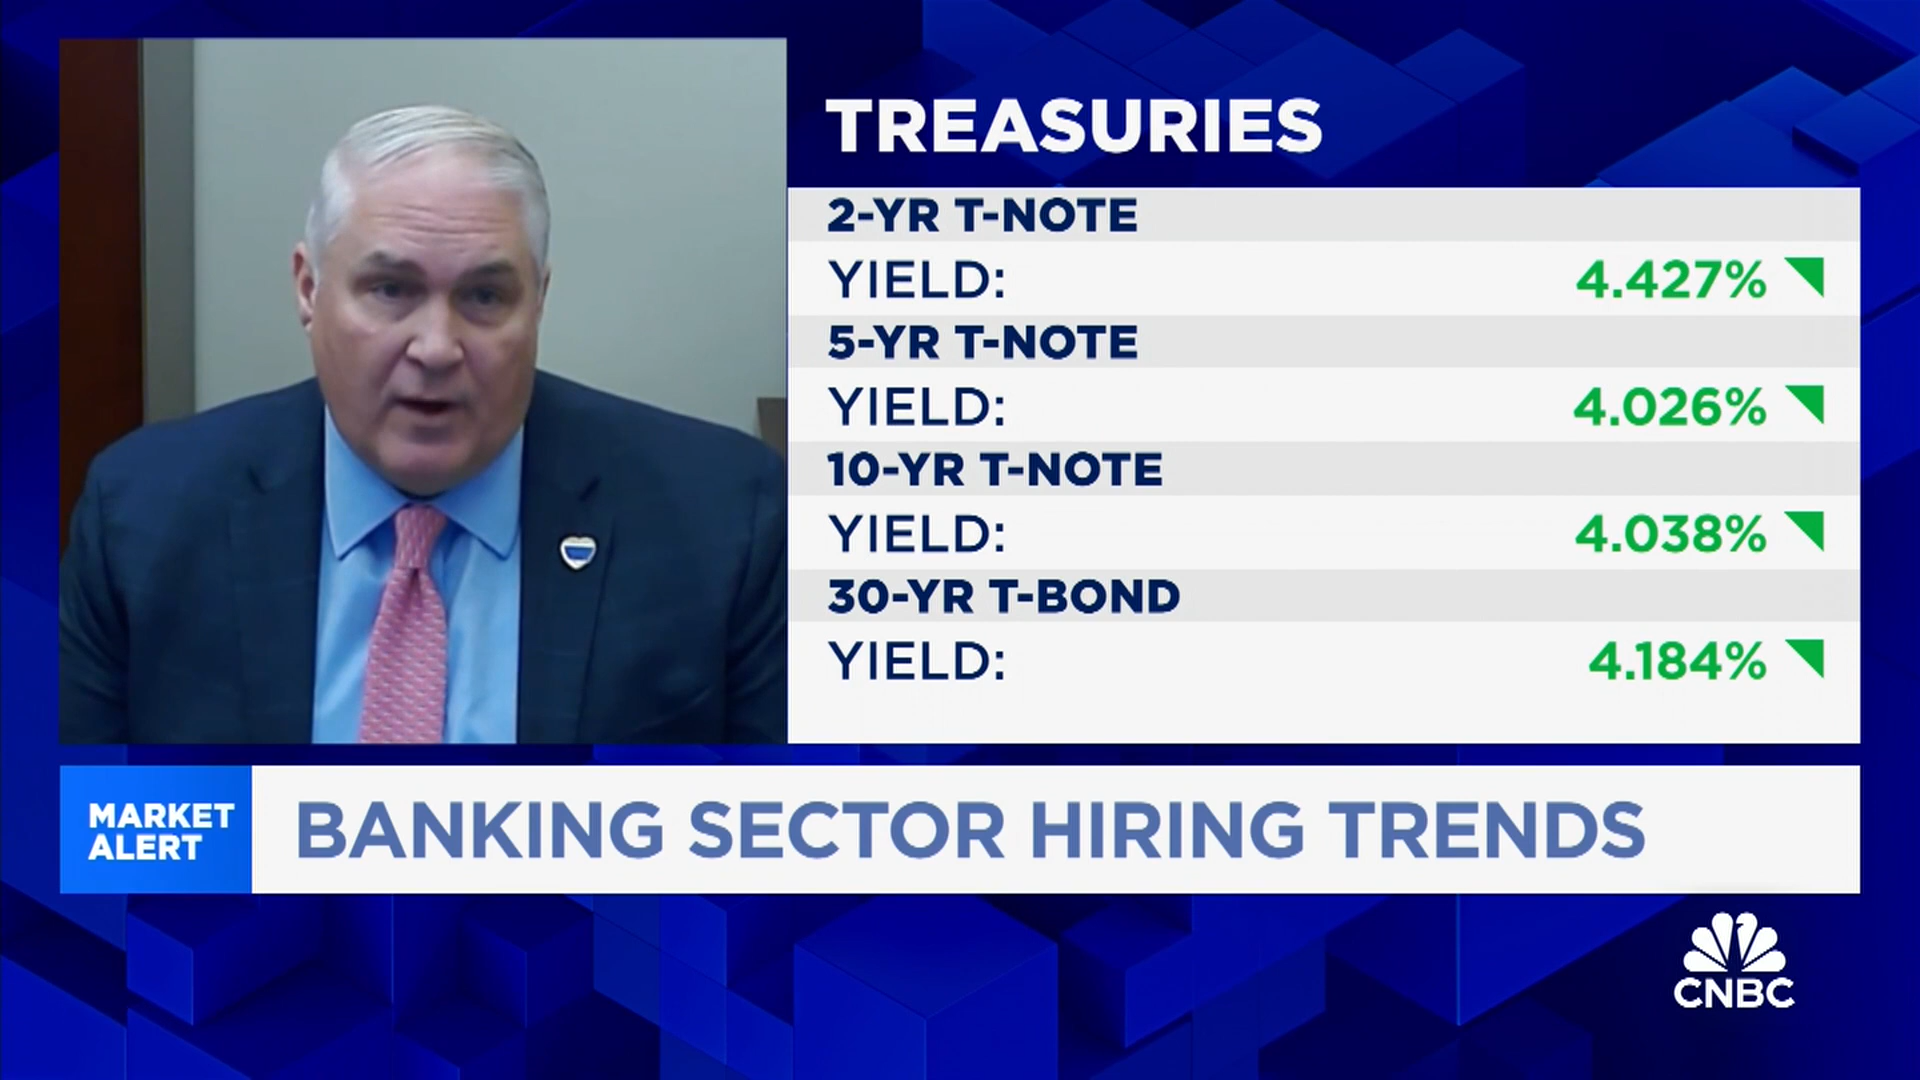 TREASURIES
2-YR T-NOTE
YIELD: 4.427%
5-YR T-NOTE
YIELD: 4.026%
10-YR T-NOTE
YIELD: 4.038%
30-YR T-BOND
YIELD: 4.184%
MARKET
ALERT
BANKING SECTOR HIRING TRENDS
CNBC